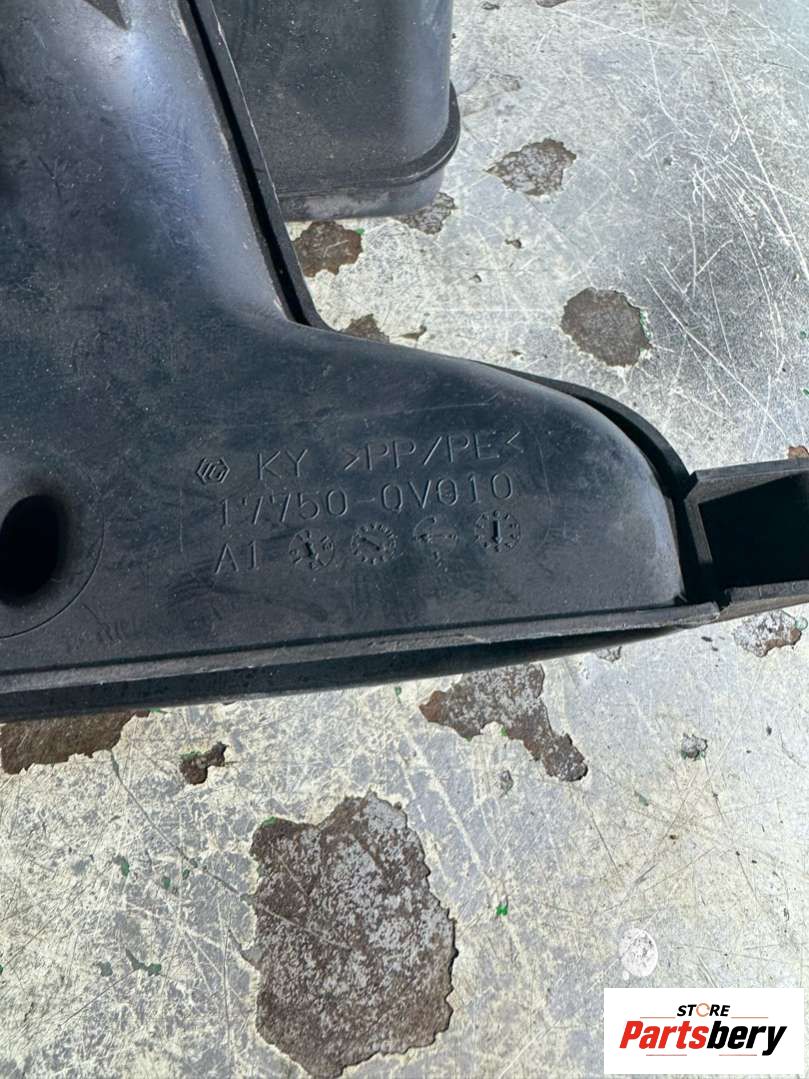 KY >PP/PE<
17750-0V010
A1
STORE
Partsbery